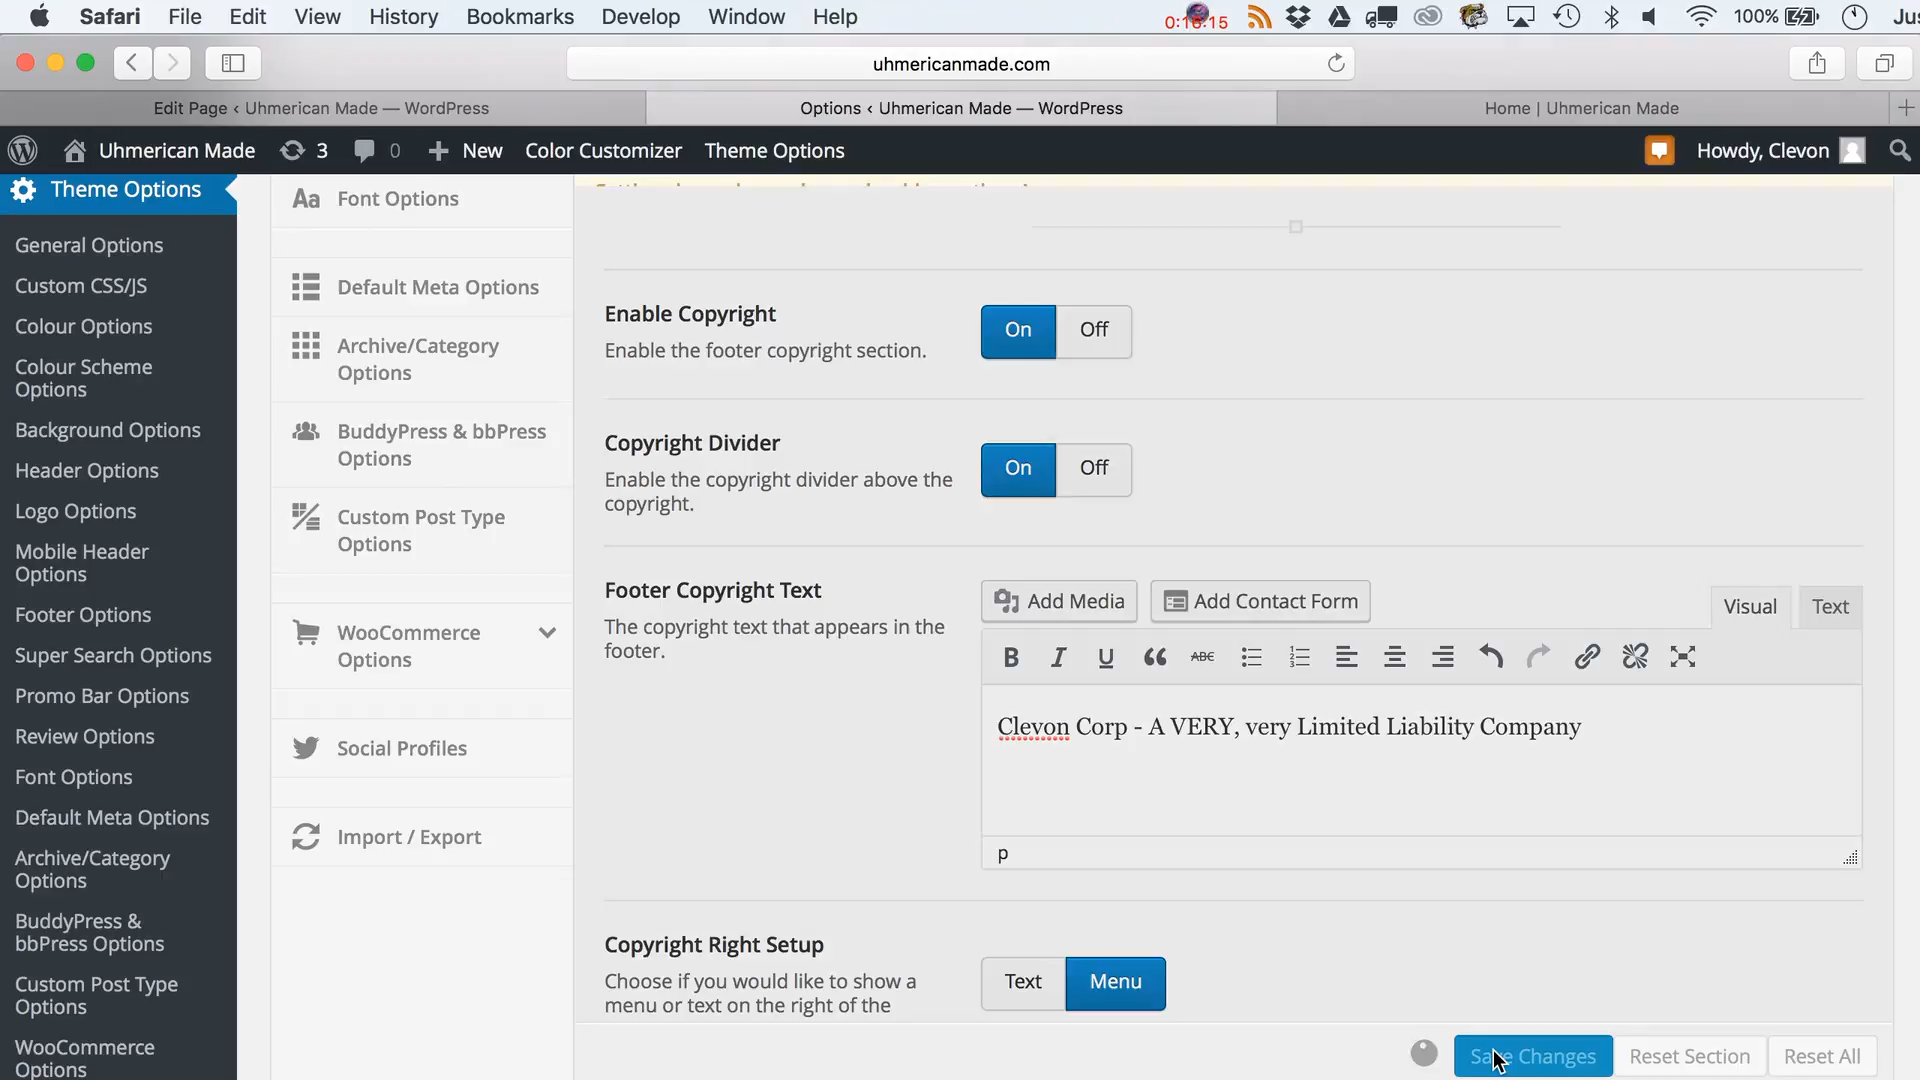 Safari File Edit View History Bookmarks Develop Window Help
0:16:15 100% Jus
uhmericanmade.com
Edit Page ‹ Uhmerican Made — WordPress
Options ‹ Uhmerican Made — WordPress
Home | Uhmerican Made
Uhmerican Made 3 0 New Color Customizer Theme Options Howdy, Clevon
Theme Options
General Options
Custom CSS/JS
Colour Options
Colour Scheme
Options
Background Options
Header Options
Logo Options
Mobile Header
Options
Footer Options
Super Search Options
Promo Bar Options
Review Options
Font Options
Default Meta Options
Archive/Category
Options
BuddyPress &
bbPress Options
Custom Post Type
Options
WooCommerce
Options
Aa Font Options
Default Meta Options
Archive/Category
Options
BuddyPress & bbPress
Options
Custom Post Type
Options
WooCommerce
Options
Social Profiles
Import / Export
Enable Copyright
Enable the footer copyright section.
On Off
Copyright Divider
Enable the copyright divider above the
copyright.
On Off
Footer Copyright Text
The copyright text that appears in the
footer.
Add Media Add Contact Form
Visual Text
B I U ABC
Clevon Corp - A VERY, very Limited Liability Company
p
Copyright Right Setup
Choose if you would like to show a
menu or text on the right of the
Text Menu
Save Changes Reset Section Reset All